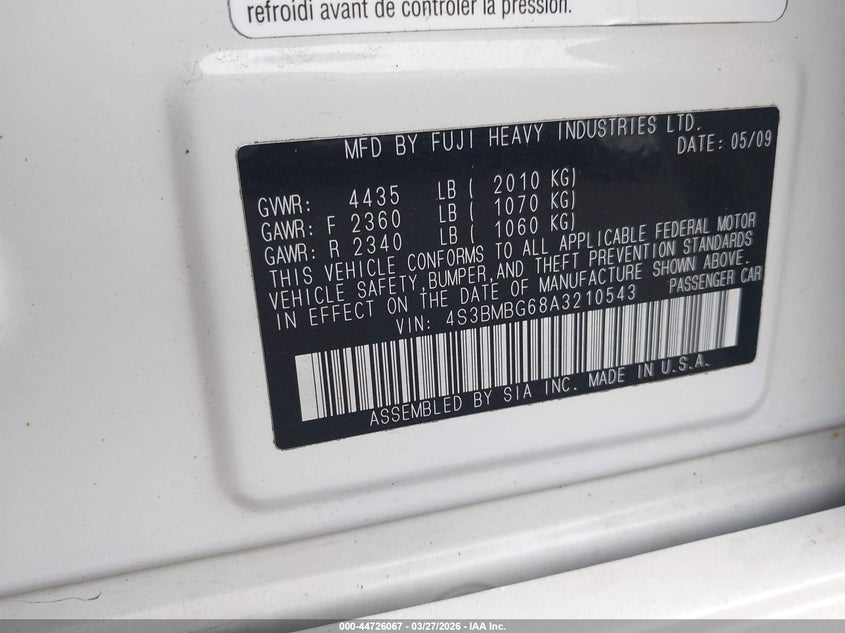 refroidi avant de contrôler la pression.
MFD BY FUJI HEAVY INDUSTRIES LTD.
DATE: 05/09
GVWR: 4435 LB ( 2010 KG)
GAWR: F 2360 LB ( 1070 KG)
GAWR: R 2340 LB ( 1060 KG)
THIS VEHICLE CONFORMS TO ALL APPLICABLE FEDERAL MOTOR
VEHICLE SAFETY,BUMPER,AND THEFT PREVENTION STANDARDS
IN EFFECT ON THE DATE OF MANUFACTURE SHOWN ABOVE.
VIN: 4S3BMBG68A3210543 PASSENGER CAR
ASSEMBLED BY SIA INC. MADE IN U.S.A.
000-44726067 - 03/27/2026 - IAA Inc.